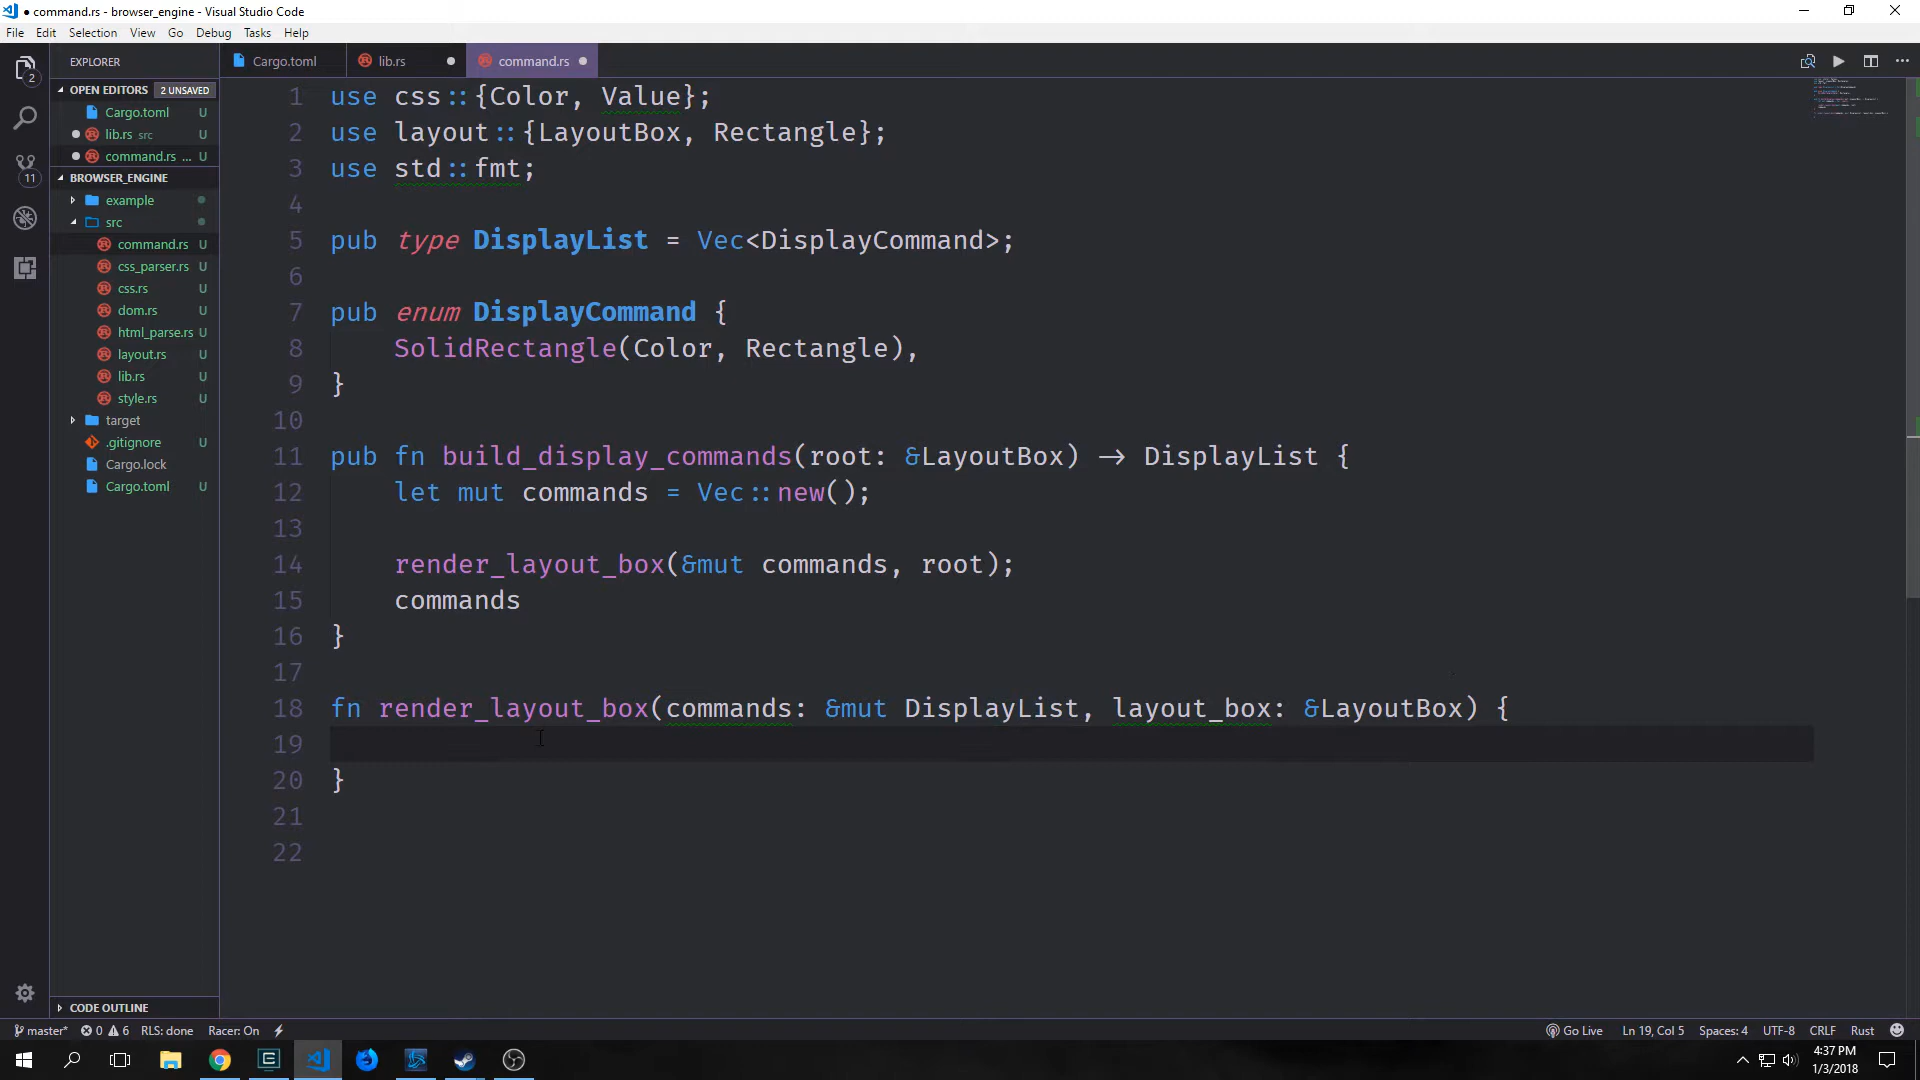 ● command.rs - browser_engine - Visual Studio Code
File Edit Selection View Go Debug Tasks Help
EXPLORER
Cargo.toml
lib.rs ●
command.rs ●
OPEN EDITORS 2 UNSAVED
Cargo.toml U
● lib.rs src U
● command.rs ... U
BROWSER_ENGINE
example
src
command.rs U
css_parser.rs U
css.rs U
dom.rs U
html_parse.rs U
layout.rs U
lib.rs U
style.rs U
target
.gitignore U
Cargo.lock
Cargo.toml U
CODE OUTLINE
2
11
1 use css::{Color, Value};
2 use layout::{LayoutBox, Rectangle};
3 use std::fmt;
4
5 pub type DisplayList = Vec<DisplayCommand>;
6
7 pub enum DisplayCommand {
8     SolidRectangle(Color, Rectangle),
9 }
10
11 pub fn build_display_commands(root: &LayoutBox) → DisplayList {
12     let mut commands = Vec::new();
13
14     render_layout_box(&mut commands, root);
15     commands
16 }
17
18 fn render_layout_box(commands: &mut DisplayList, layout_box: &LayoutBox) {
19
20 }
21
22
master* 0 6 RLS: done Racer: On Go Live Ln 19, Col 5 Spaces: 4 UTF-8 CRLF Rust
4:37 PM
1/3/2018